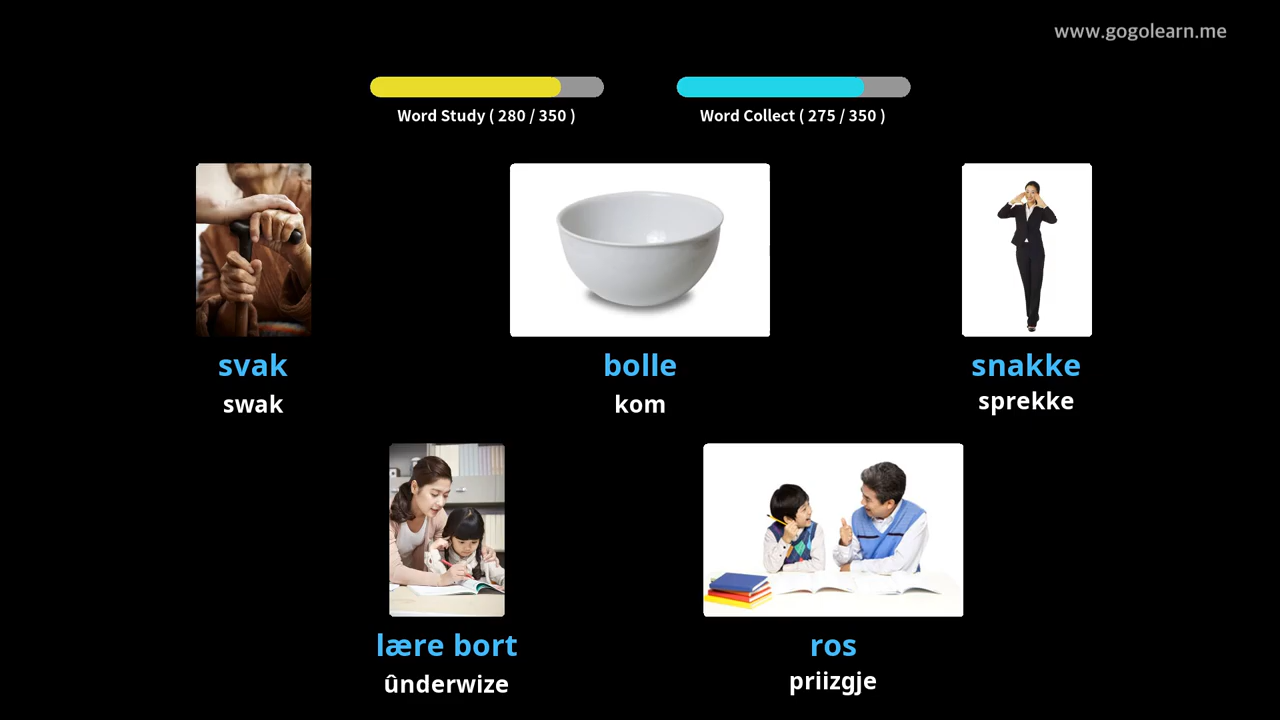 www.gogolearn.me
Word Study ( 280 / 350 )
Word Collect ( 275 / 350 )
svak
swak
bolle
kom
snakke
sprekke
lære bort
ûnderwize
ros
priizgje